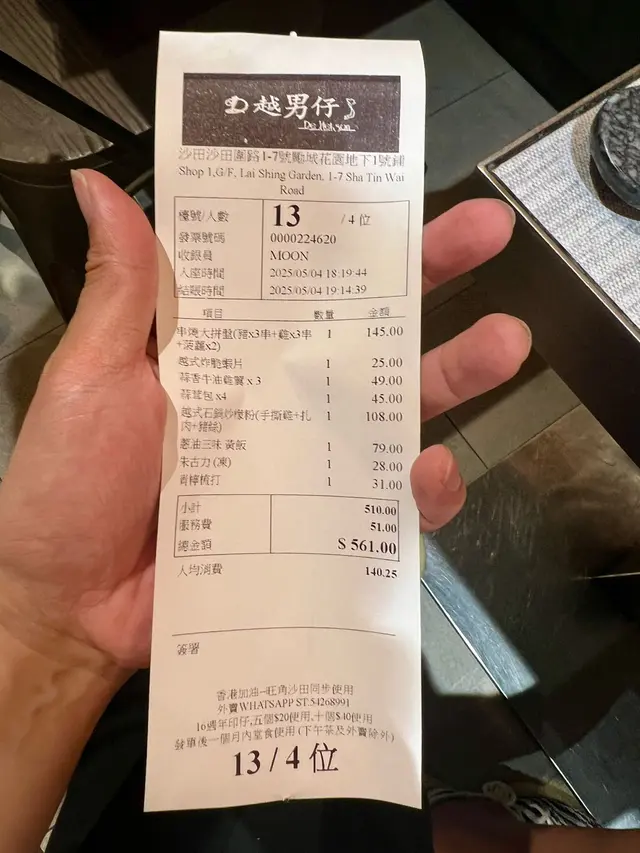 越男仔
De Hotson
沙田沙田圍路1-7號勵城花園地下1號鋪
Shop 1,G/F, Lai Shing Garden, 1-7 Sha Tin Wai
Road
檯號/人數 13 / 4 位
發票號碼 0000224620
收銀員 MOON
入座時間 2025/05/04 18:19:44
結賬時間 2025/05/04 19:14:39
項目 數量 金額
串燒大拼盤(豬x3串+雞x3串 1 145.00
+菠蘿x2)
越式炸脆蝦片 1 25.00
蒜香牛油雞翼 x 3 1 49.00
蒜茸包 x4 1 45.00
越式石鍋炒檬粉(手撕雞+扎 1 108.00
肉+豬頸)
蔥油三味 黃飯 1 79.00
朱古力 (凍) 1 28.00
青檸梳打 1 31.00
小計 510.00
服務費 51.00
總金額 $ 561.00
人均消費 140.25
簽署
香港加油-旺角沙田同步使用
外賣WHATSAPP ST:54268991
16週年印仔,五個$20使用,十個$40使用
發單後一個月內堂食使用 (下午茶及外賣除外)
13 / 4 位